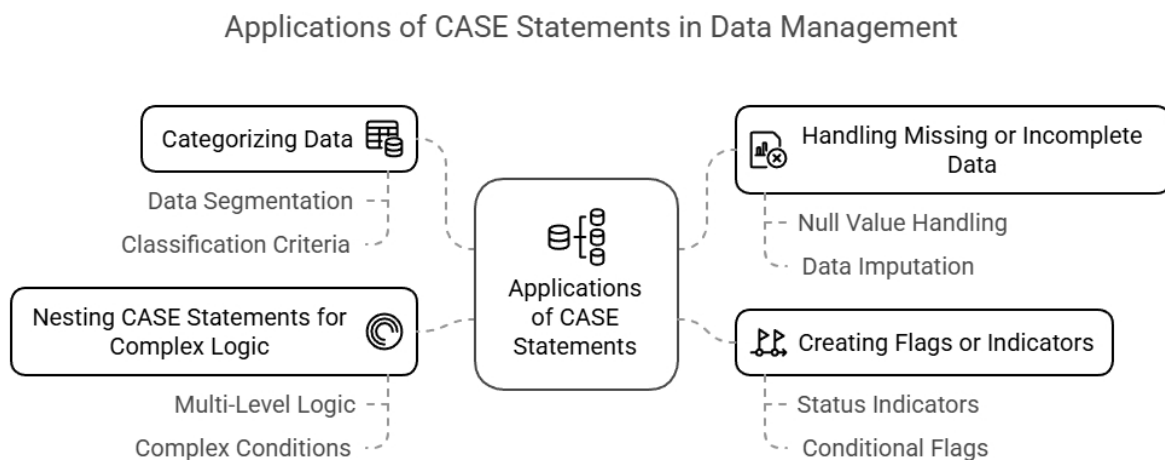 Applications of CASE Statements in Data Management
Categorizing Data
Data Segmentation
Classification Criteria
Nesting CASE Statements for
Complex Logic
Multi-Level Logic
Complex Conditions
Applications
of CASE
Statements
Handling Missing or Incomplete
Data
Null Value Handling
Data Imputation
Creating Flags or Indicators
Status Indicators
Conditional Flags